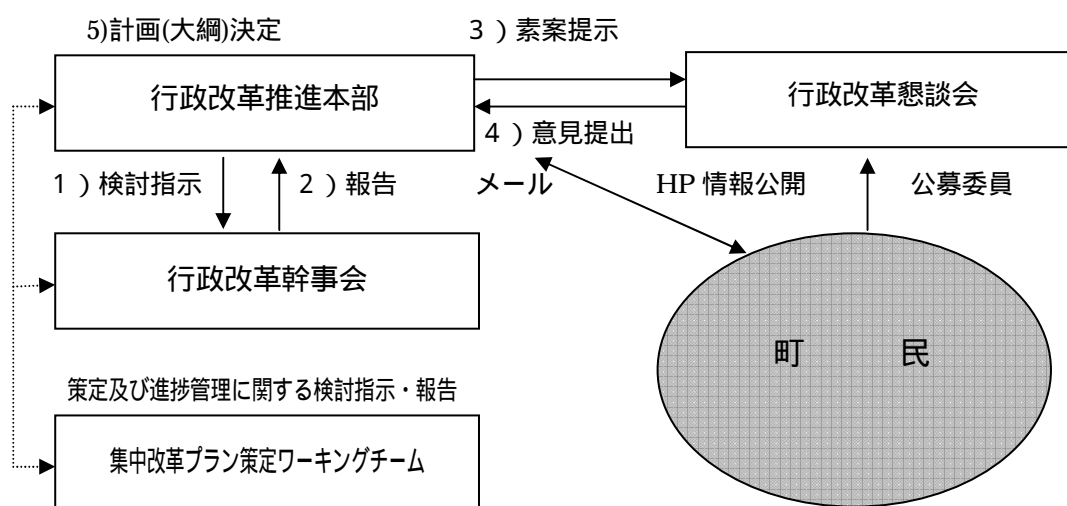 5)計画(大綱)決定
3）素案提示
行政改革推進本部
行政改革懇談会
4）意見提出
1）検討指示
2）報告
メール
HP 情報公開
公募委員
行政改革幹事会
町　民
策定及び進捗管理に関する検討指示・報告
集中改革プラン策定ワーキングチーム